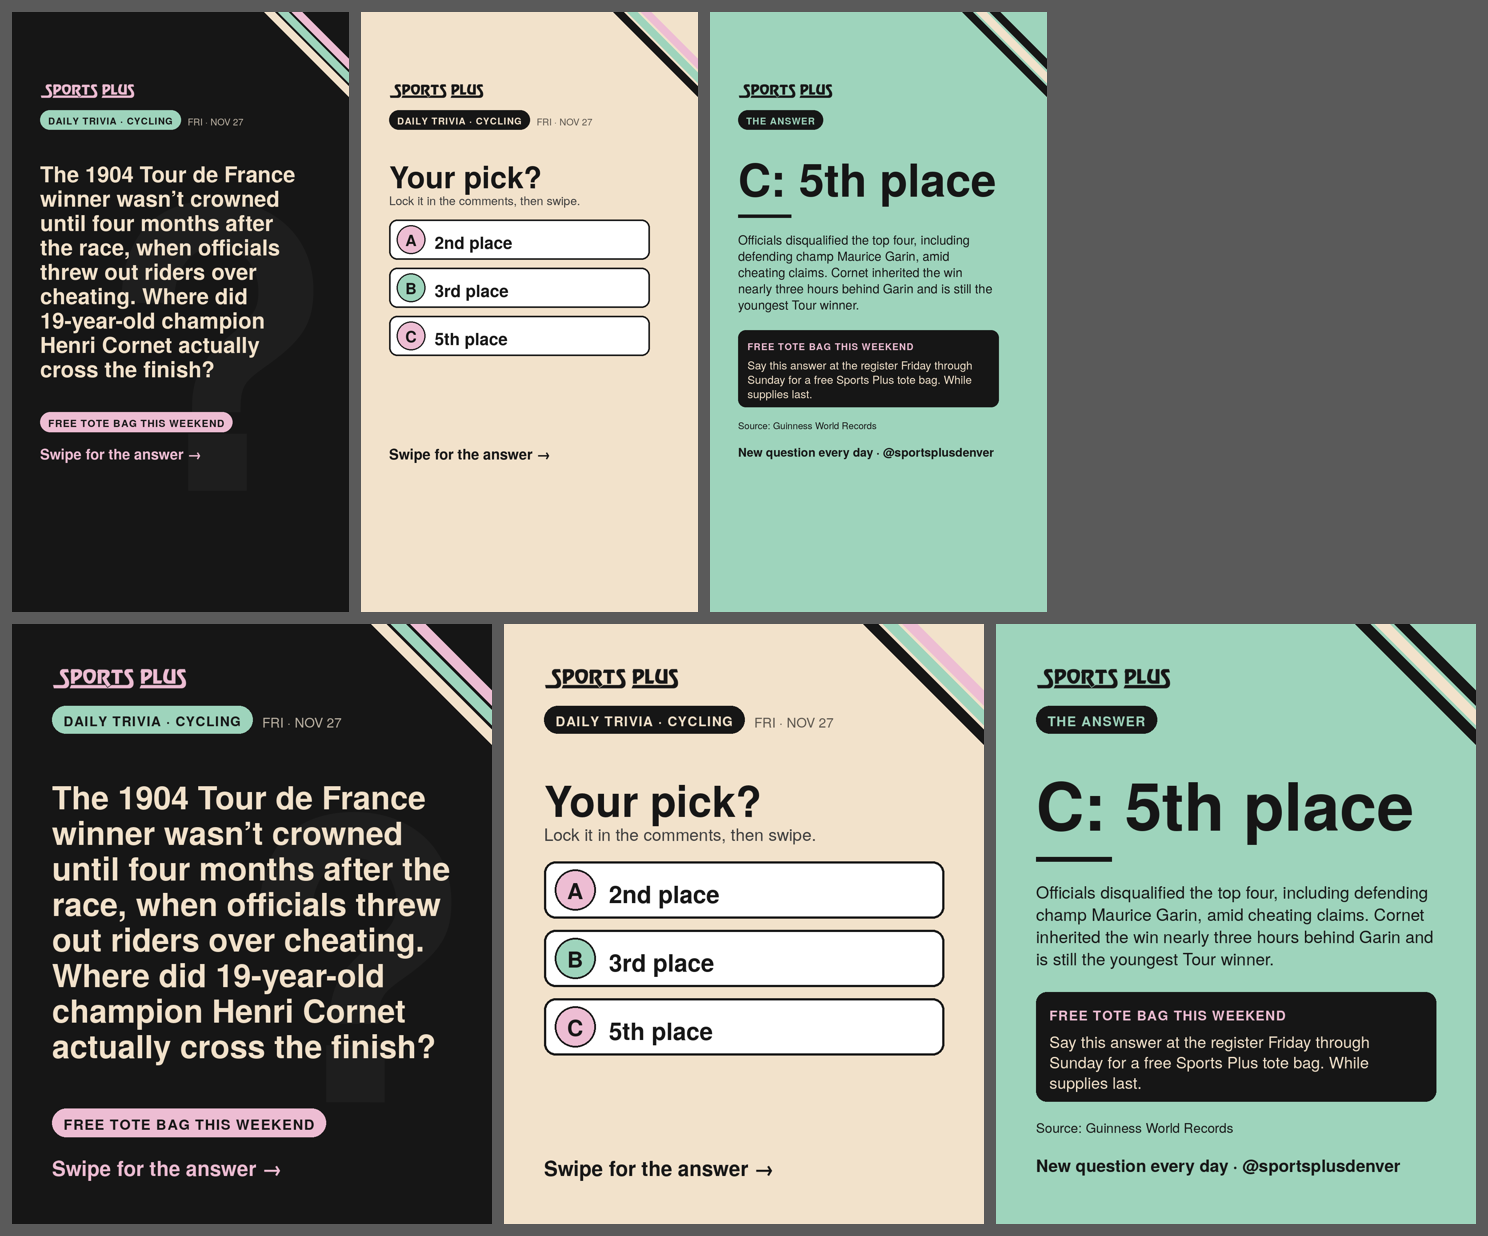 SPORTS PLUS
DAILY TRIVIA · CYCLING FRI · NOV 27
The 1904 Tour de France
winner wasn’t crowned
until four months after
the race, when officials
threw out riders over
cheating. Where did
19-year-old champion
Henri Cornet actually
cross the finish?
FREE TOTE BAG THIS WEEKEND
Swipe for the answer →
SPORTS PLUS
DAILY TRIVIA · CYCLING FRI · NOV 27
Your pick?
Lock it in the comments, then swipe.
A 2nd place
B 3rd place
C 5th place
Swipe for the answer →
SPORTS PLUS
THE ANSWER
C: 5th place
Officials disqualified the top four, including
defending champ Maurice Garin, amid
cheating claims. Cornet inherited the win
nearly three hours behind Garin and is still the
youngest Tour winner.
FREE TOTE BAG THIS WEEKEND
Say this answer at the register Friday through
Sunday for a free Sports Plus tote bag. While
supplies last.
Source: Guinness World Records
New question every day · @sportsplusdenver
SPORTS PLUS
DAILY TRIVIA · CYCLING FRI · NOV 27
The 1904 Tour de France
winner wasn’t crowned
until four months after the
race, when officials threw
out riders over cheating.
Where did 19-year-old
champion Henri Cornet
actually cross the finish?
FREE TOTE BAG THIS WEEKEND
Swipe for the answer →
SPORTS PLUS
DAILY TRIVIA · CYCLING FRI · NOV 27
Your pick?
Lock it in the comments, then swipe.
A 2nd place
B 3rd place
C 5th place
Swipe for the answer →
SPORTS PLUS
THE ANSWER
C: 5th place
Officials disqualified the top four, including defending
champ Maurice Garin, amid cheating claims. Cornet
inherited the win nearly three hours behind Garin and
is still the youngest Tour winner.
FREE TOTE BAG THIS WEEKEND
Say this answer at the register Friday through
Sunday for a free Sports Plus tote bag. While
supplies last.
Source: Guinness World Records
New question every day · @sportsplusdenver